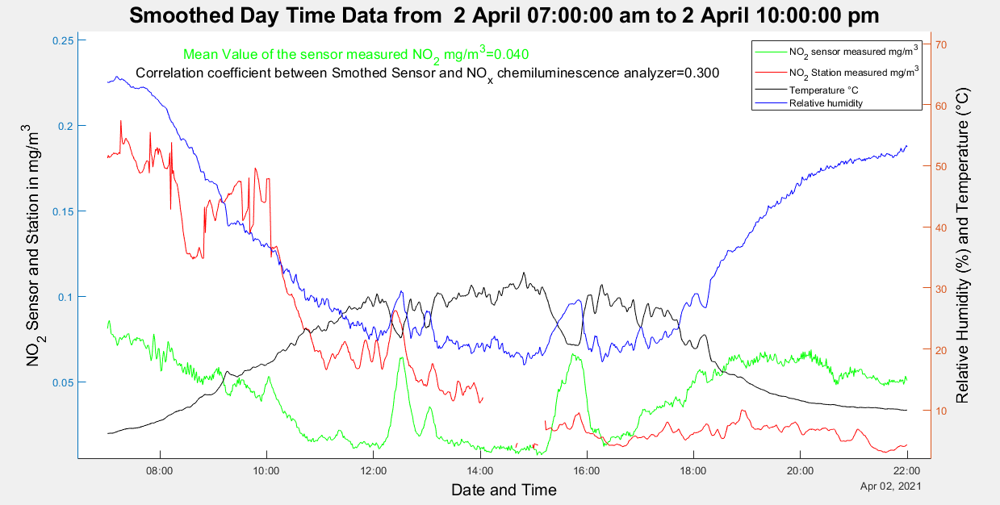 Smoothed Day Time Data from 2 April 07:00:00 am to 2 April 10:00:00 pm
Mean Value of the sensor measured NO2 mg/m3=0.040
Correlation coefficient between Smothed Sensor and NOx chemiluminescence analyzer=0.300
NO2 sensor measured mg/m3
NO2 Station measured mg/m3
Temperature °C
Relative humidity
NO2 Sensor and Station in mg/m3
0.25
0.2
0.15
0.1
0.05
70
60
50
40
30
20
10
Relative Humidity (%) and Temperature (°C)
08:00 10:00 12:00 14:00 16:00 18:00 20:00 22:00
Apr 02, 2021
Date and Time